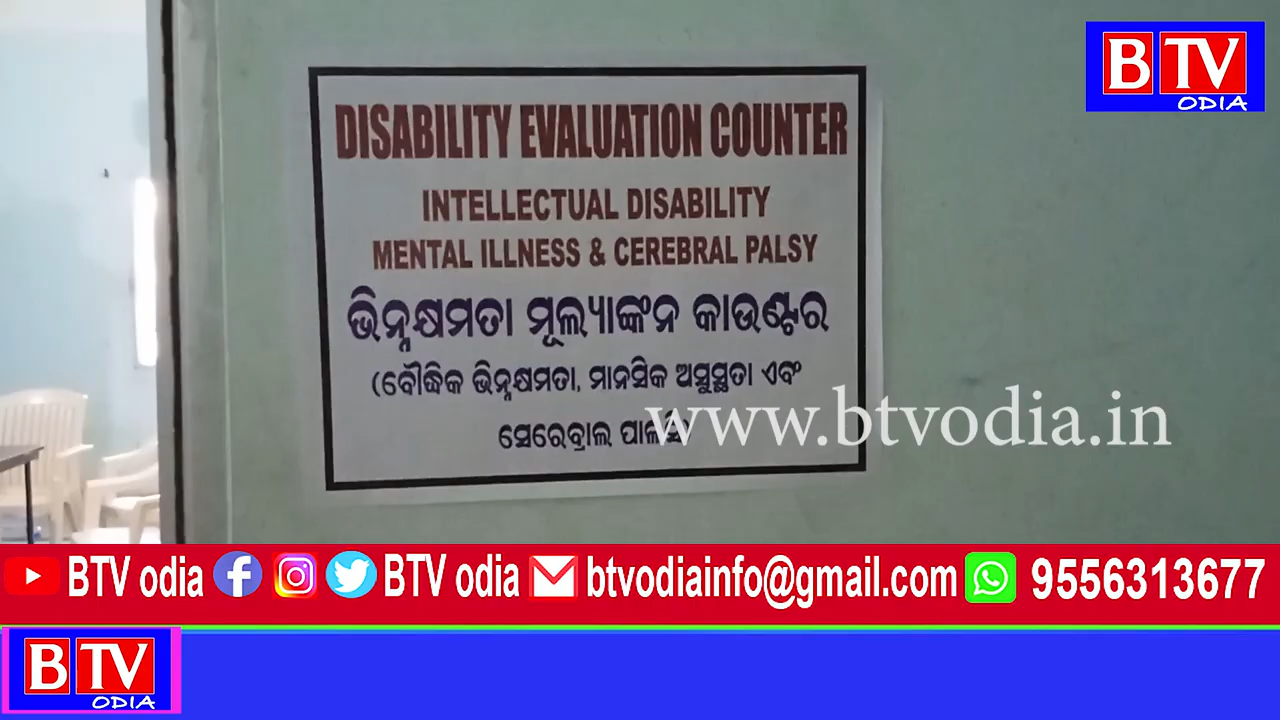 BTV
ODIA
DISABILITY EVALUATION COUNTER
INTELLECTUAL DISABILITY
MENTAL ILLNESS & CEREBRAL PALSY
ଭିନ୍ନକ୍ଷମତା ମୂଲ୍ୟାଙ୍କନ କାଉଣ୍ଟର
(ବୌଦ୍ଧିକ ଭିନ୍ନକ୍ଷମତା, ମାନସିକ ଅସୁସ୍ଥତା ଏବଂ
ସେରେବ୍ରାଲ
www.btvodia.in
BTV odia BTV odia btvodiainfo@gmail.com 9556313677
BTV
ODIA